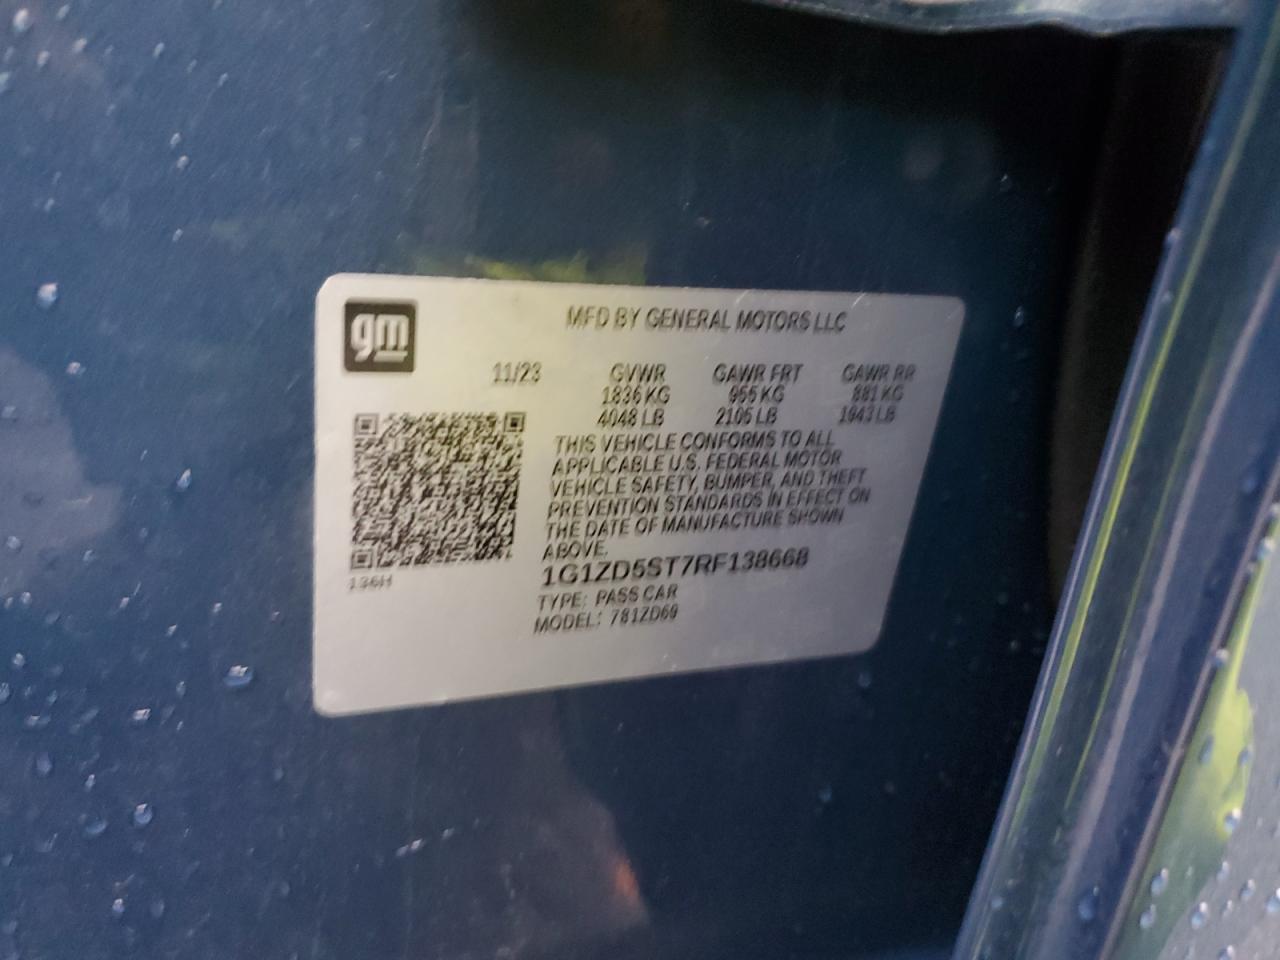 gm
MFD BY GENERAL MOTORS LLC
11/23 GVWR GAWR FRT GAWR RR
1836 KG 955 KG 881 KG
4048 LB 2105 LB 1943 LB
THIS VEHICLE CONFORMS TO ALL
APPLICABLE U.S. FEDERAL MOTOR
VEHICLE SAFETY, BUMPER, AND THEFT
PREVENTION STANDARDS IN EFFECT ON
THE DATE OF MANUFACTURE SHOWN
ABOVE.
136H
1G1ZD5ST7RF138668
TYPE: PASS CAR
MODEL: 781ZD69